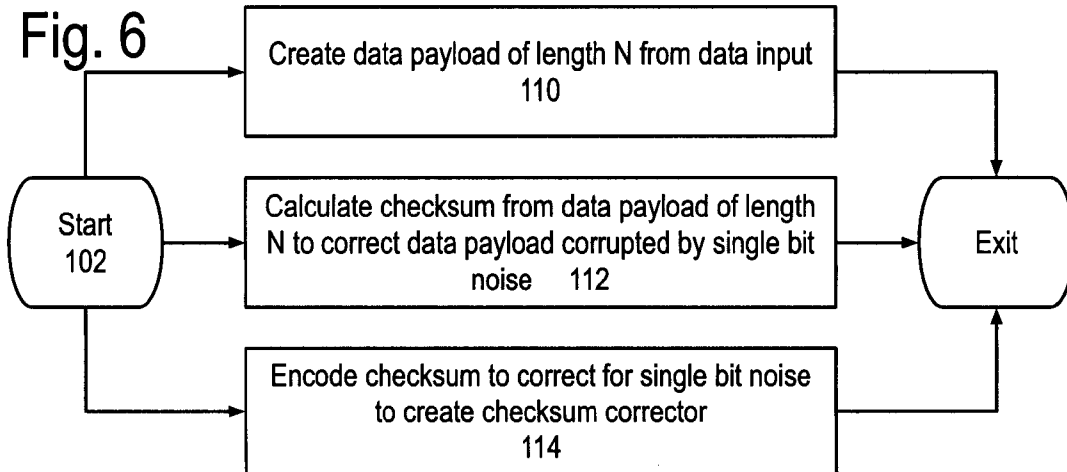 Fig. 6
Create data payload of length N from data input
110
Start
102
Calculate checksum from data payload of length
N to correct data payload corrupted by single bit
noise 112
Exit
Encode checksum to correct for single bit noise
to create checksum corrector
114